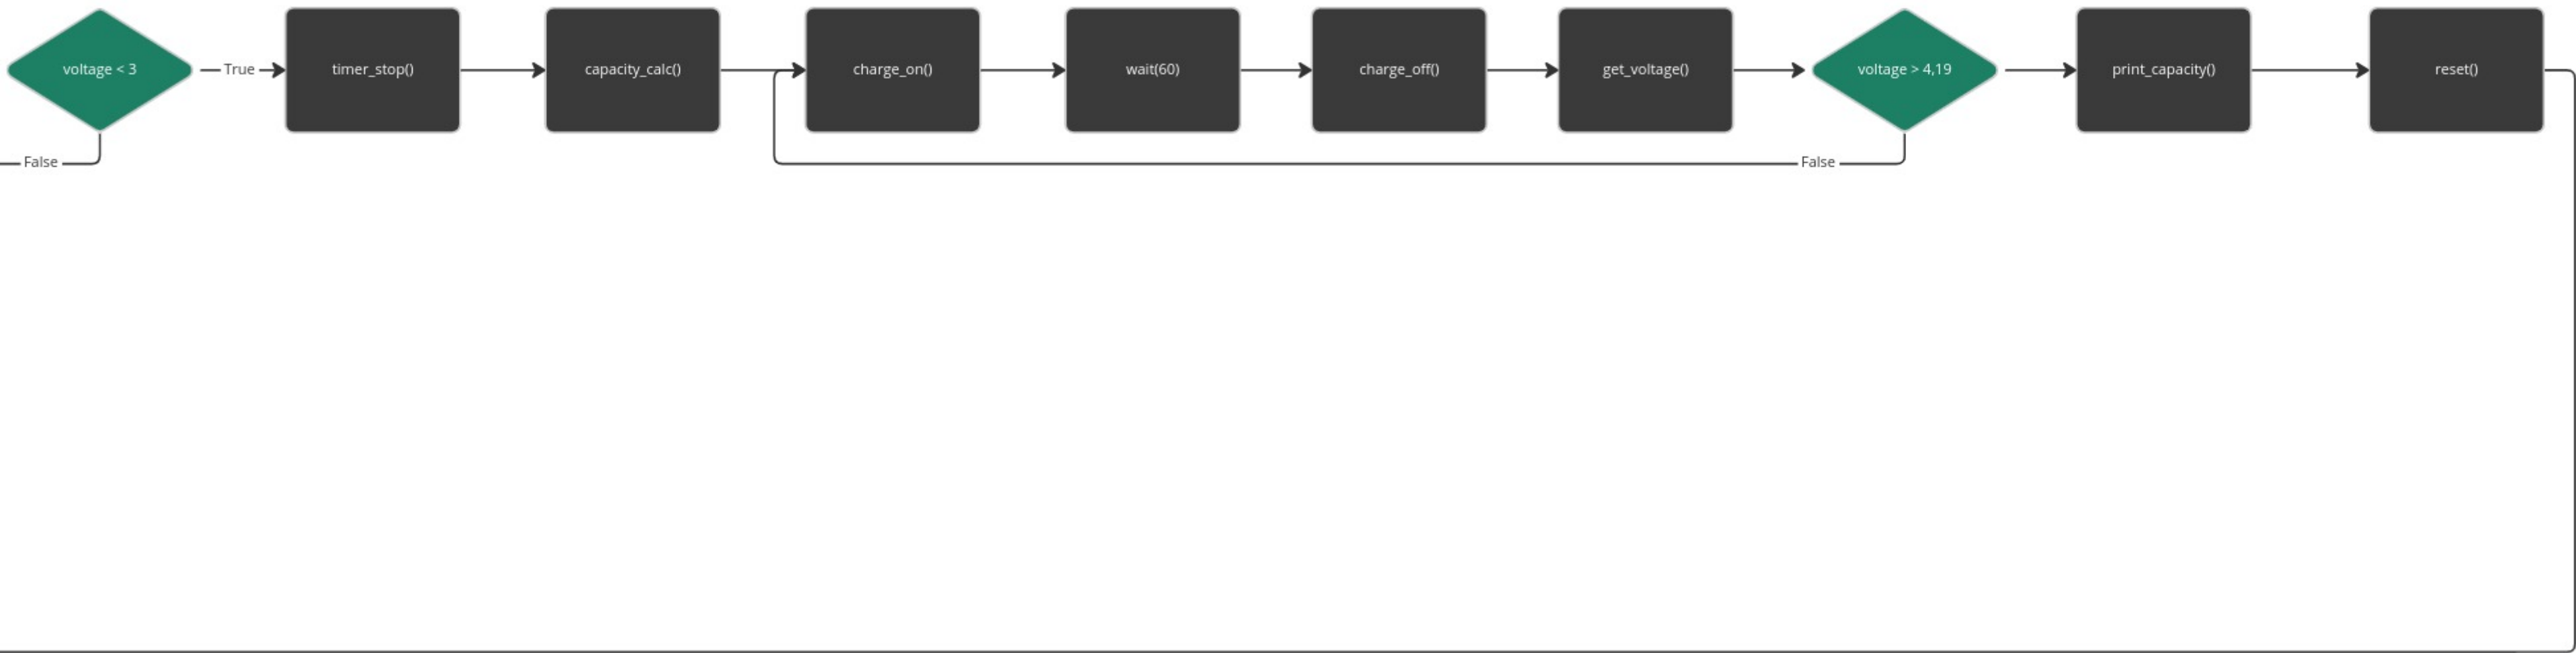 voltage < 3
True
timer_stop()
capacity_calc()
charge_on()
wait(60)
charge_off()
get_voltage()
voltage > 4,19
print_capacity()
reset()
False
False